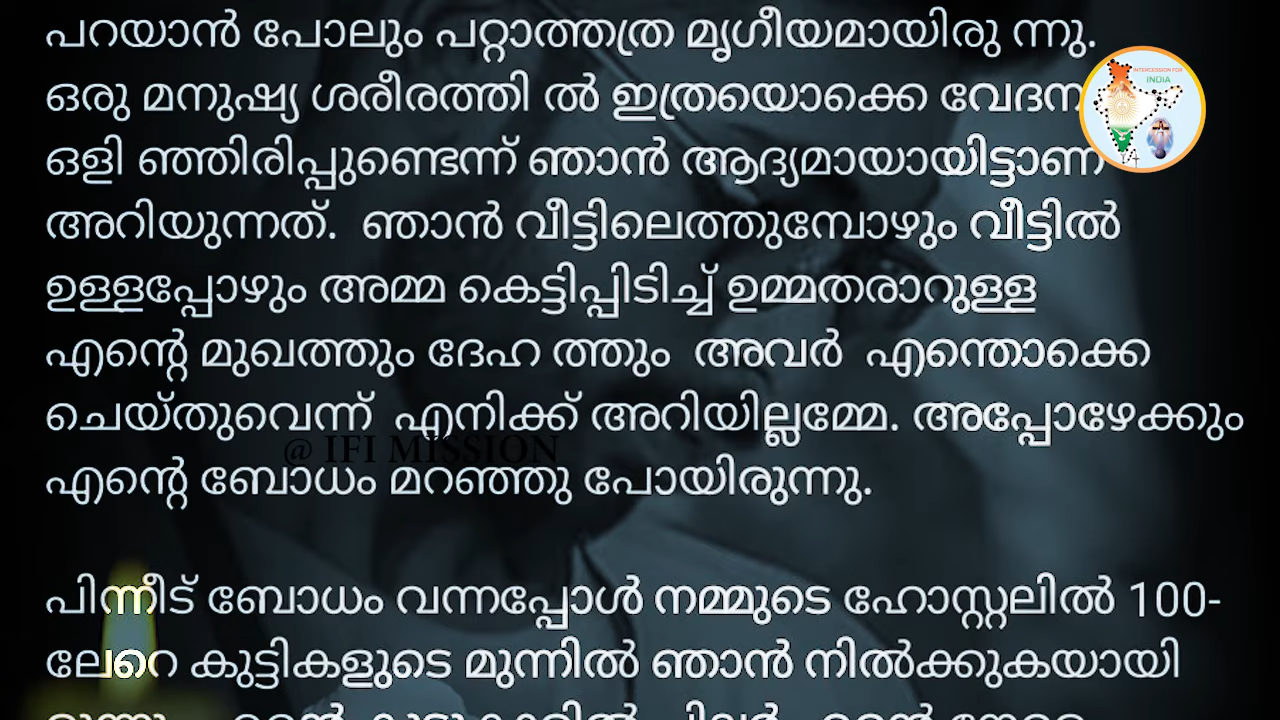 പറയാൻ പോലും പറ്റാത്തത്ര മൃഗീയമായിരു ന്നു.
ഒരു മനുഷ്യ ശരീരത്തി ൽ ഇത്രയൊക്കെ വേദന
INTERCESSION FOR
INDIA
ഒളി ഞ്ഞിരിപ്പുണ്ടെന്ന് ഞാൻ ആദ്യമായായിട്ടാണ്
അറിയുന്നത്. ഞാൻ വീട്ടിലെത്തുമ്പോഴും വീട്ടിൽ
ഉള്ളപ്പോഴും അമ്മ കെട്ടിപ്പിടിച്ച് ഉമ്മതരാറുള്ള
എന്റെ മുഖത്തും ദേഹ ത്തും അവർ എന്തൊക്കെ
ചെയ്തുവെന്ന് എനിക്ക് അറിയില്ലമ്മേ. അപ്പോഴേക്കും
@ IFI MISSION
എന്റെ ബോധം മറഞ്ഞു പോയിരുന്നു.
പിന്നീട് ബോധം വന്നപ്പോൾ നമ്മുടെ ഹോസ്റ്റലിൽ 100-
ലേറെ കുട്ടികളുടെ മുന്നിൽ ഞാൻ നിൽക്കുകയായി